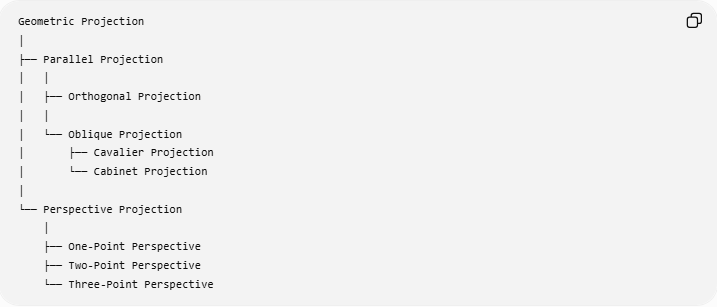 Geometric Projection
│
├── Parallel Projection
│   │
│   ├── Orthogonal Projection
│   │
│   └── Oblique Projection
│       ├── Cavalier Projection
│       └── Cabinet Projection
│
└── Perspective Projection
    │
    ├── One-Point Perspective
    ├── Two-Point Perspective
    └── Three-Point Perspective